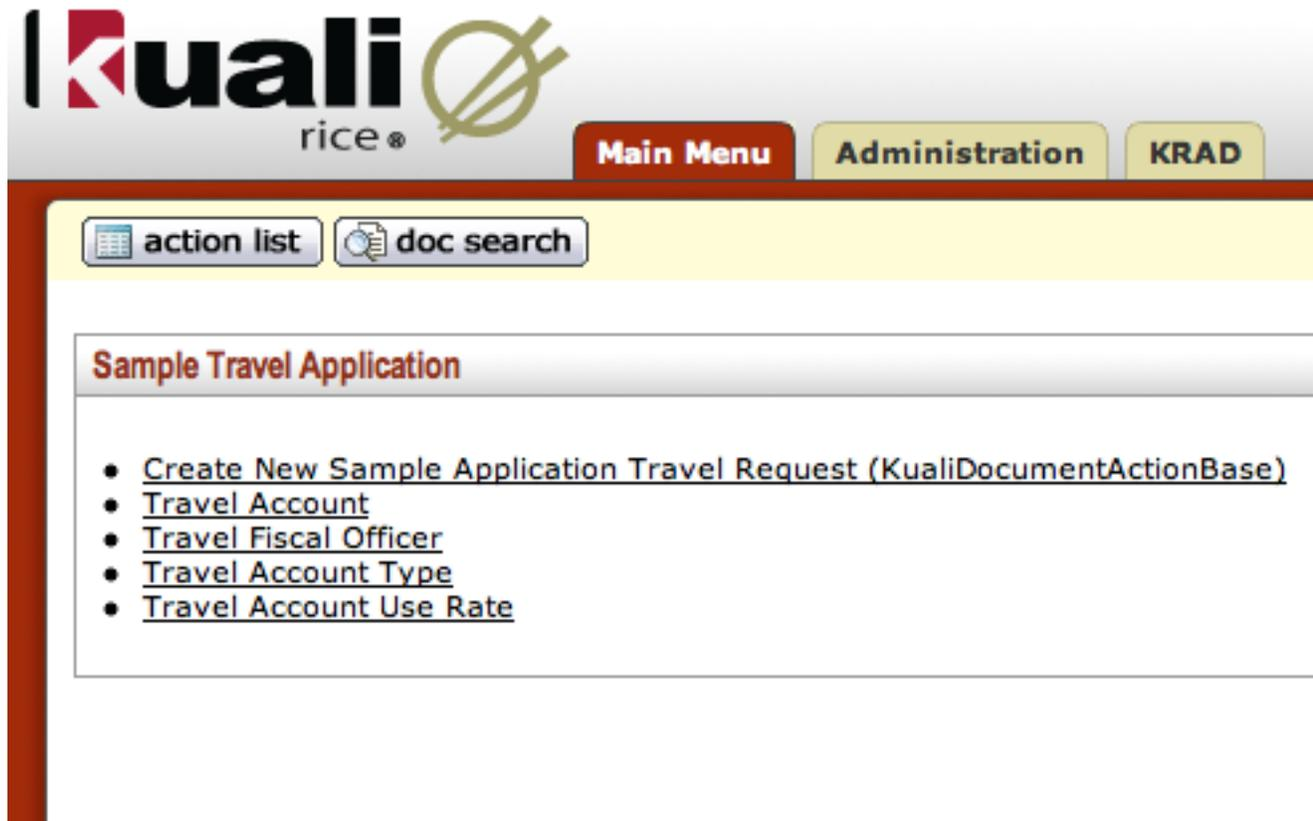 kuali
rice®
Main Menu Administration KRAD
action list doc search
Sample Travel Application
• Create New Sample Application Travel Request (KualiDocumentActionBase)
• Travel Account
• Travel Fiscal Officer
• Travel Account Type
• Travel Account Use Rate